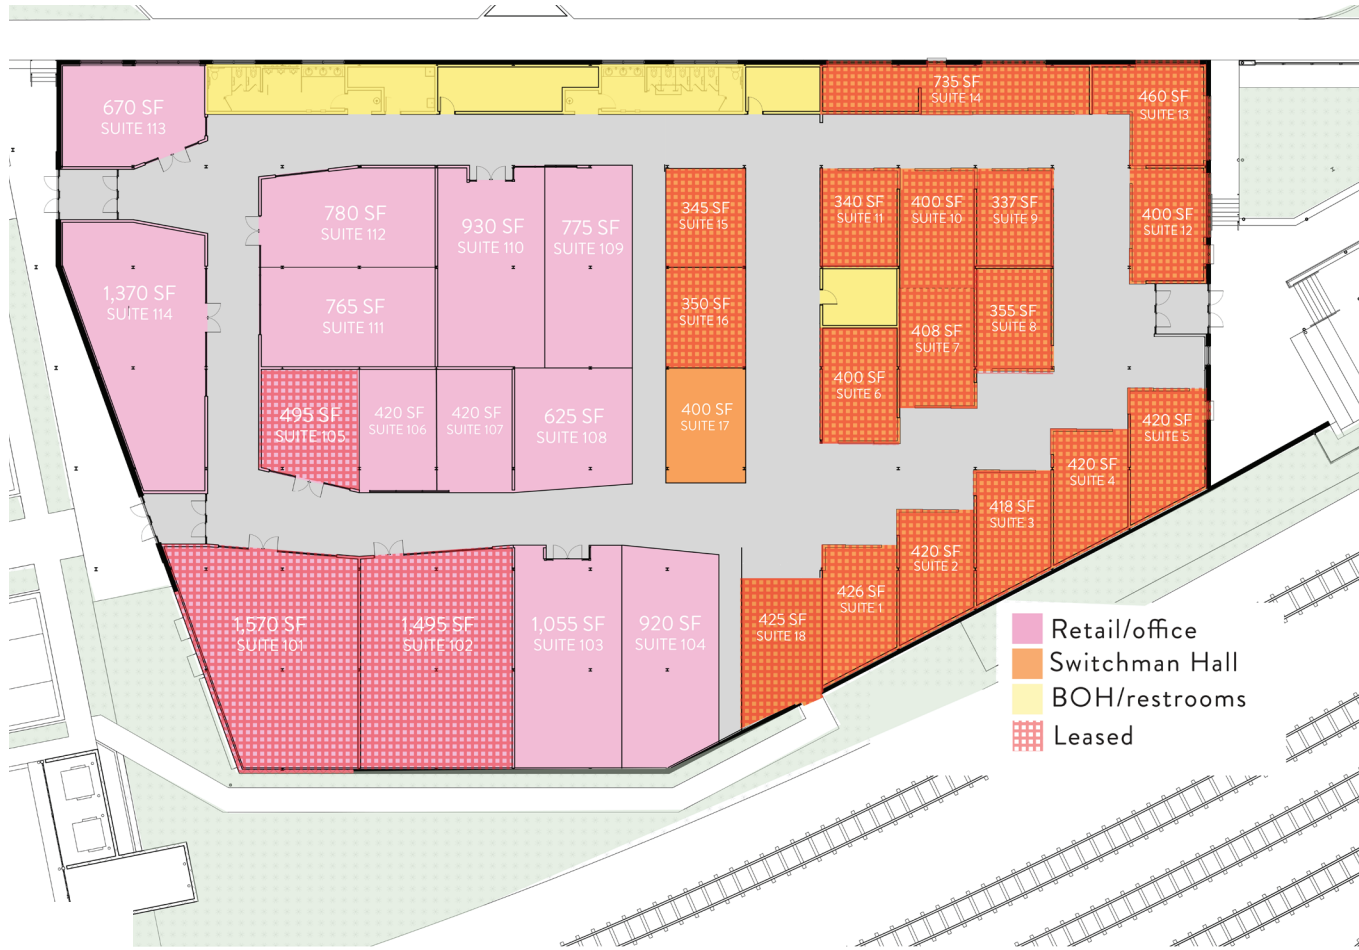 670 SF
SUITE 113
735 SF
SUITE 14
460 SF
SUITE 13
780 SF
SUITE 112
930 SF
SUITE 110
775 SF
SUITE 109
345 SF
SUITE 15
340 SF
SUITE 11
400 SF
SUITE 10
337 SF
SUITE 9
400 SF
SUITE 12
1,370 SF
SUITE 114
765 SF
SUITE 111
350 SF
SUITE 16
408 SF
SUITE 7
355 SF
SUITE 8
495 SF
SUITE 105
420 SF
SUITE 106
420 SF
SUITE 107
625 SF
SUITE 108
400 SF
SUITE 17
400 SF
SUITE 6
420 SF
SUITE 5
420 SF
SUITE 4
418 SF
SUITE 3
420 SF
SUITE 2
426 SF
SUITE 1
425 SF
SUITE 18
1,570 SF
SUITE 101
1,495 SF
SUITE 102
1,055 SF
SUITE 103
920 SF
SUITE 104
Retail/office
Switchman Hall
BOH/restrooms
Leased